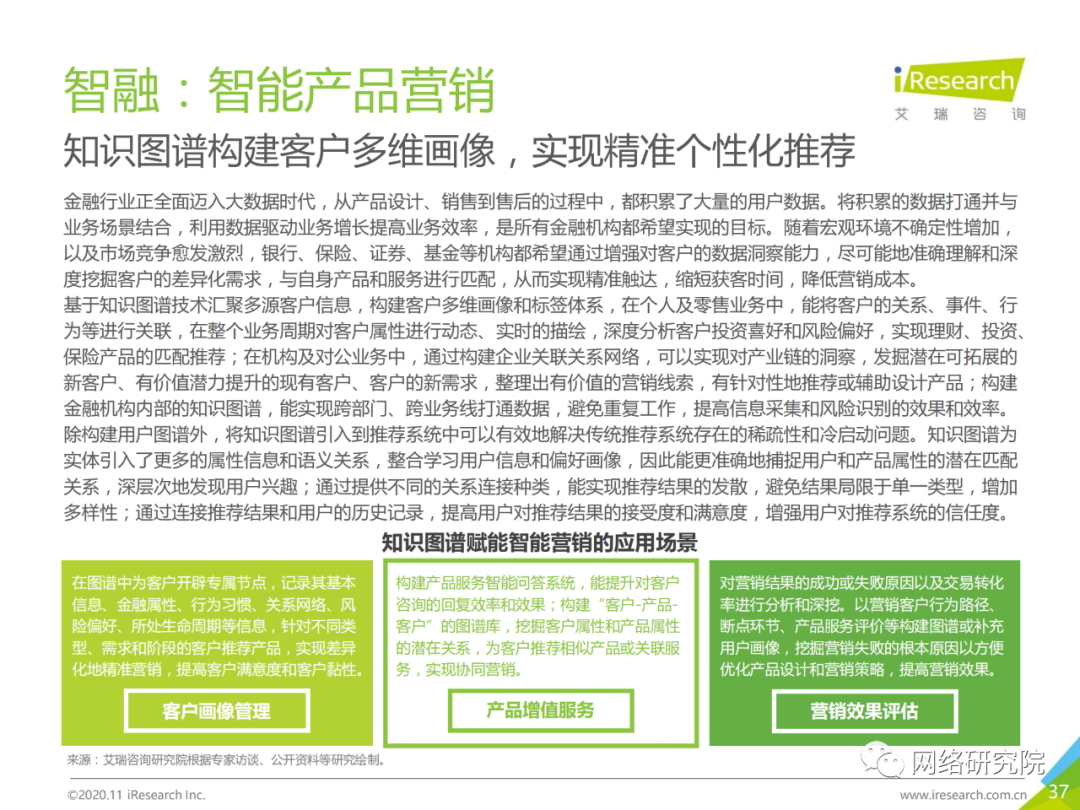 智融：智能产品营销
iResearch
艾 瑞 咨 询
知识图谱构建客户多维画像，实现精准个性化推荐
金融行业正全面迈入大数据时代，从产品设计、销售到售后的过程中，都积累了大量的用户数据。将积累的数据打通并与
业务场景结合，利用数据驱动业务增长提高业务效率，是所有金融机构都希望实现的目标。随着宏观环境不确定性增加，
以及市场竞争愈发激烈，银行、保险、证券、基金等机构都希望通过增强对客户的数据洞察能力，尽可能地准确理解和深
度挖掘客户的差异化需求，与自身产品和服务进行匹配，从而实现精准触达，缩短获客时间，降低营销成本。
基于知识图谱技术汇聚多源客户信息，构建客户多维画像和标签体系，在个人及零售业务中，能将客户的关系、事件、行
为等进行关联，在整个业务周期对客户属性进行动态、实时的描绘，深度分析客户投资喜好和风险偏好，实现理财、投资、
保险产品的匹配推荐；在机构及对公业务中，通过构建企业关联关系网络，可以实现对产业链的洞察，发掘潜在可拓展的
新客户、有价值潜力提升的现有客户、客户的新需求，整理出有价值的营销线索，有针对性地推荐或辅助设计产品；构建
金融机构内部的知识图谱，能实现跨部门、跨业务线打通数据，避免重复工作，提高信息采集和风险识别的效果和效率。
除构建用户图谱外，将知识图谱引入到推荐系统中可以有效地解决传统推荐系统存在的稀疏性和冷启动问题。知识图谱为
实体引入了更多的属性信息和语义关系，整合学习用户信息和偏好画像，因此能更准确地捕捉用户和产品属性的潜在匹配
关系，深层次地发现用户兴趣；通过提供不同的关系连接种类，能实现推荐结果的发散，避免结果局限于单一类型，增加
多样性；通过连接推荐结果和用户的历史记录，提高用户对推荐结果的接受度和满意度，增强用户对推荐系统的信任度。
知识图谱赋能智能营销的应用场景
在图谱中为客户开辟专属节点，记录其基本
信息、金融属性、行为习惯、关系网络、风
险偏好、所处生命周期等信息，针对不同类
型、需求和阶段的客户推荐产品，实现差异
化地精准营销，提高客户满意度和客户黏性。
客户画像管理
构建产品服务智能问答系统，能提升对客户
咨询的回复效率和效果；构建“客户-产品-
客户”的图谱库，挖掘客户属性和产品属性
的潜在关系，为客户推荐相似产品或关联服
务，实现协同营销。
产品增值服务
对营销结果的成功或失败原因以及交易转化
率进行分析和深挖。以营销客户行为路径、
断点环节、产品服务评价等构建图谱或补充
用户画像，挖掘营销失败的根本原因以方便
优化产品设计和营销策略，提高营销效果。
营销效果评估
来源：艾瑞咨询研究院根据专家访谈、公开资料等研究绘制。
网络研究院
©2020.11 iResearch Inc.
www.iresearch.com.cn
37